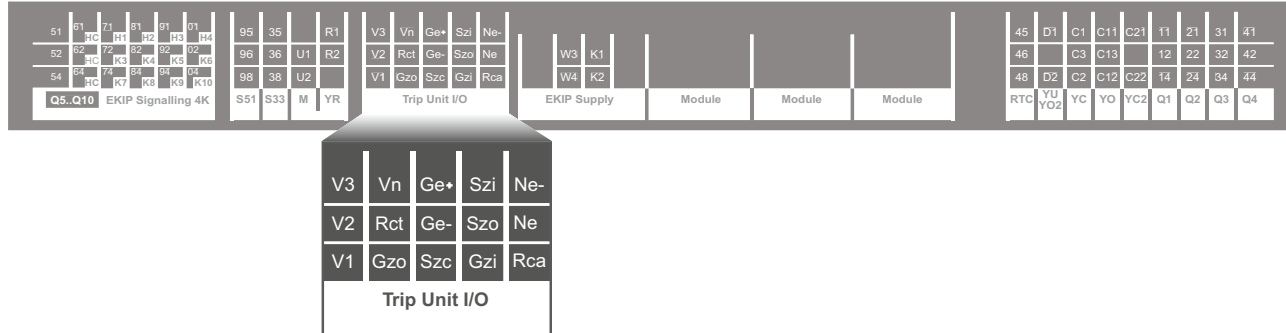 51 61 HC 71 H1 81 H2 91 H3 01 H4 95 35 R1 V3 Vn Ge+ Szi Ne- 45 D1 C1 C11 C21 11 21 31 41
52 62 HC 72 K3 82 K4 92 K5 02 K6 96 36 U1 R2 V2 Rct Ge- Szo Ne W3 K1 46 C3 C13 12 22 32 42
54 64 HC 74 K7 84 K8 94 K9 04 K10 98 38 U2 V1 Gzo Szc Gzi Rca W4 K2 48 D2 C2 C12 C22 14 24 34 44
Q5..Q10 EKIP Signalling 4K S51 S33 M YR Trip Unit I/O EKIP Supply Module Module Module RTC YU YO2 YC YO YC2 Q1 Q2 Q3 Q4
V3 Vn Ge+ Szi Ne-
V2 Rct Ge- Szo Ne
V1 Gzo Szc Gzi Rca
Trip Unit I/O